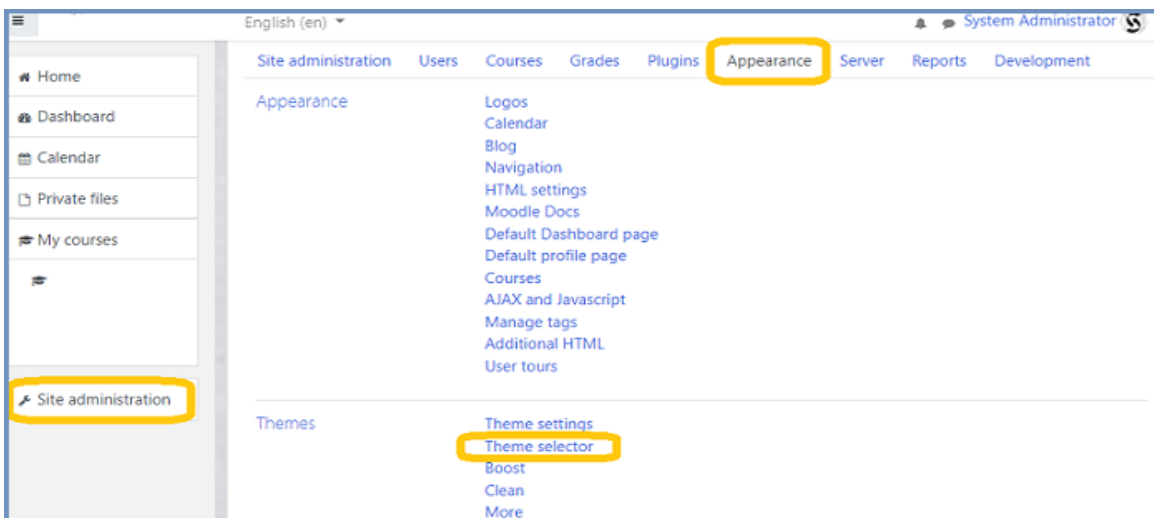 English (en)
System Administrator
Home
Dashboard
Calendar
Private files
My courses
Site administration
Site administration Users Courses Grades Plugins Appearance Server Reports Development
Appearance
Logos
Calendar
Blog
Navigation
HTML settings
Moodle Docs
Default Dashboard page
Default profile page
Courses
AJAX and Javascript
Manage tags
Additional HTML
User tours
Themes
Theme settings
Theme selector
Boost
Clean
More